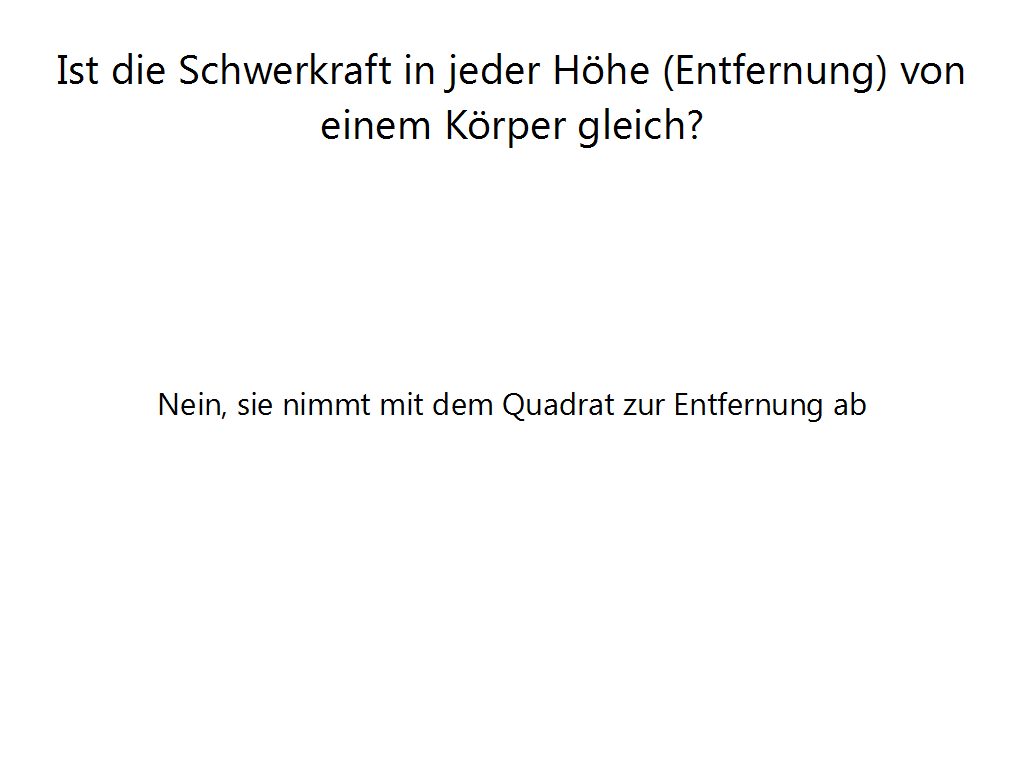 Ist die Schwerkraft in jeder Höhe (Entfernung) von
einem Körper gleich?
Nein, sie nimmt mit dem Quadrat zur Entfernung ab